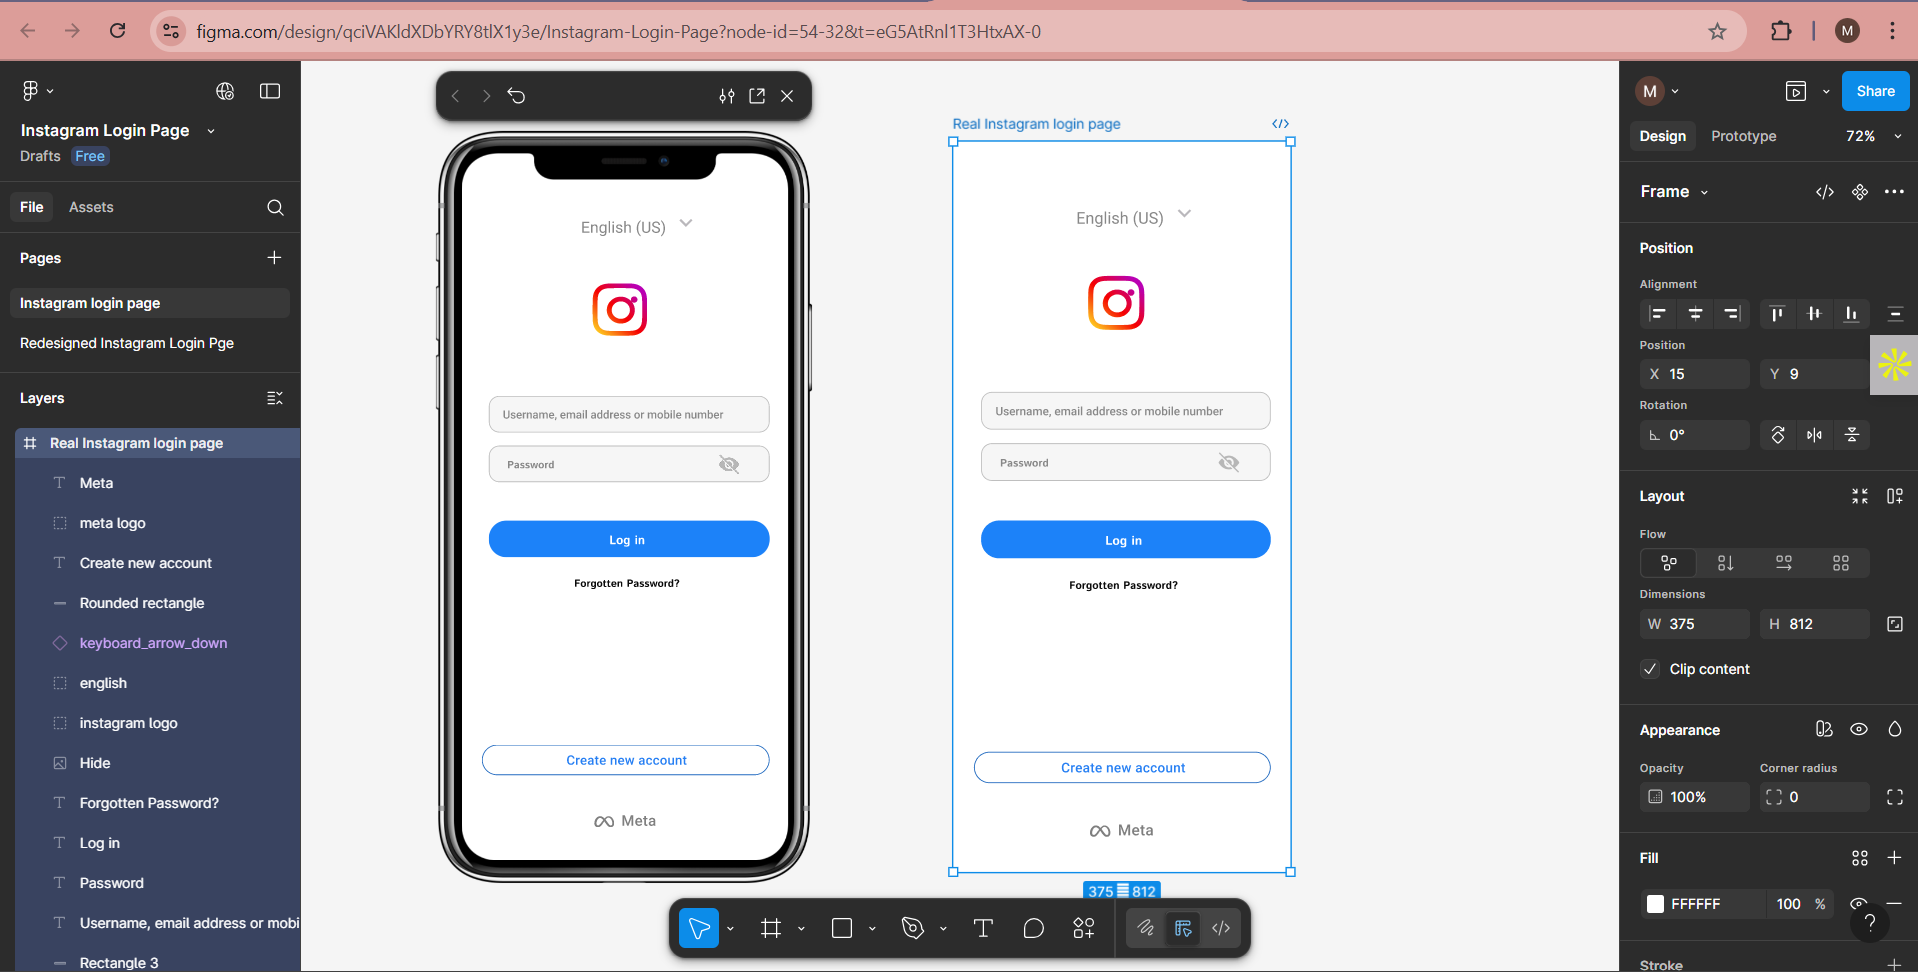 figma.com/design/qciVAKldXDbYRY8tlX1y3e/Instagram-Login-Page?node-id=54-32&t=eG5AtRnl1T3HtxAX-0
M
Instagram Login Page
Drafts Free
File Assets
Pages
Instagram login page
Redesigned Instagram Login Pge
Layers
Real Instagram login page
Meta
meta logo
Create new account
Rounded rectangle
keyboard_arrow_down
english
instagram logo
Hide
Forgotten Password?
Log in
Password
Username, email address or mobi
Rectangle 3
English (US)
Username, email address or mobile number
Password
Log in
Forgotten Password?
Create new account
Meta
Real Instagram login page
English (US)
Username, email address or mobile number
Password
Log in
Forgotten Password?
Create new account
Meta
375 812
M
Share
Design Prototype 72%
Frame
Position
Alignment
Position
X 15 Y 9
Rotation
0°
Layout
Flow
Dimensions
W 375 H 812
Clip content
Appearance
Opacity Corner radius
100% 0
Fill
FFFFFF 100 %
?
Stroke